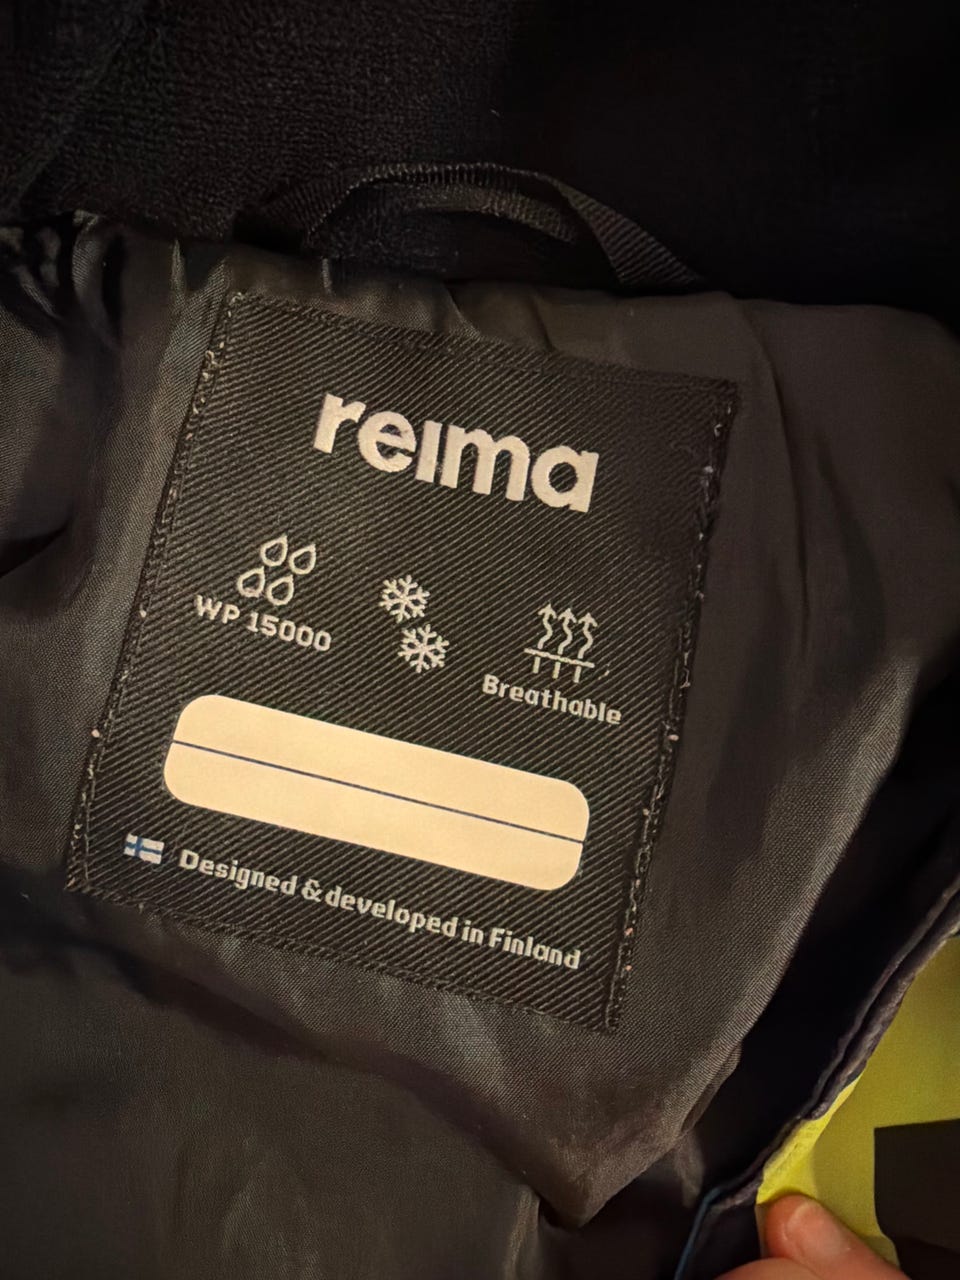 reima
WP 15000
Breathable
Designed & developed in Finland